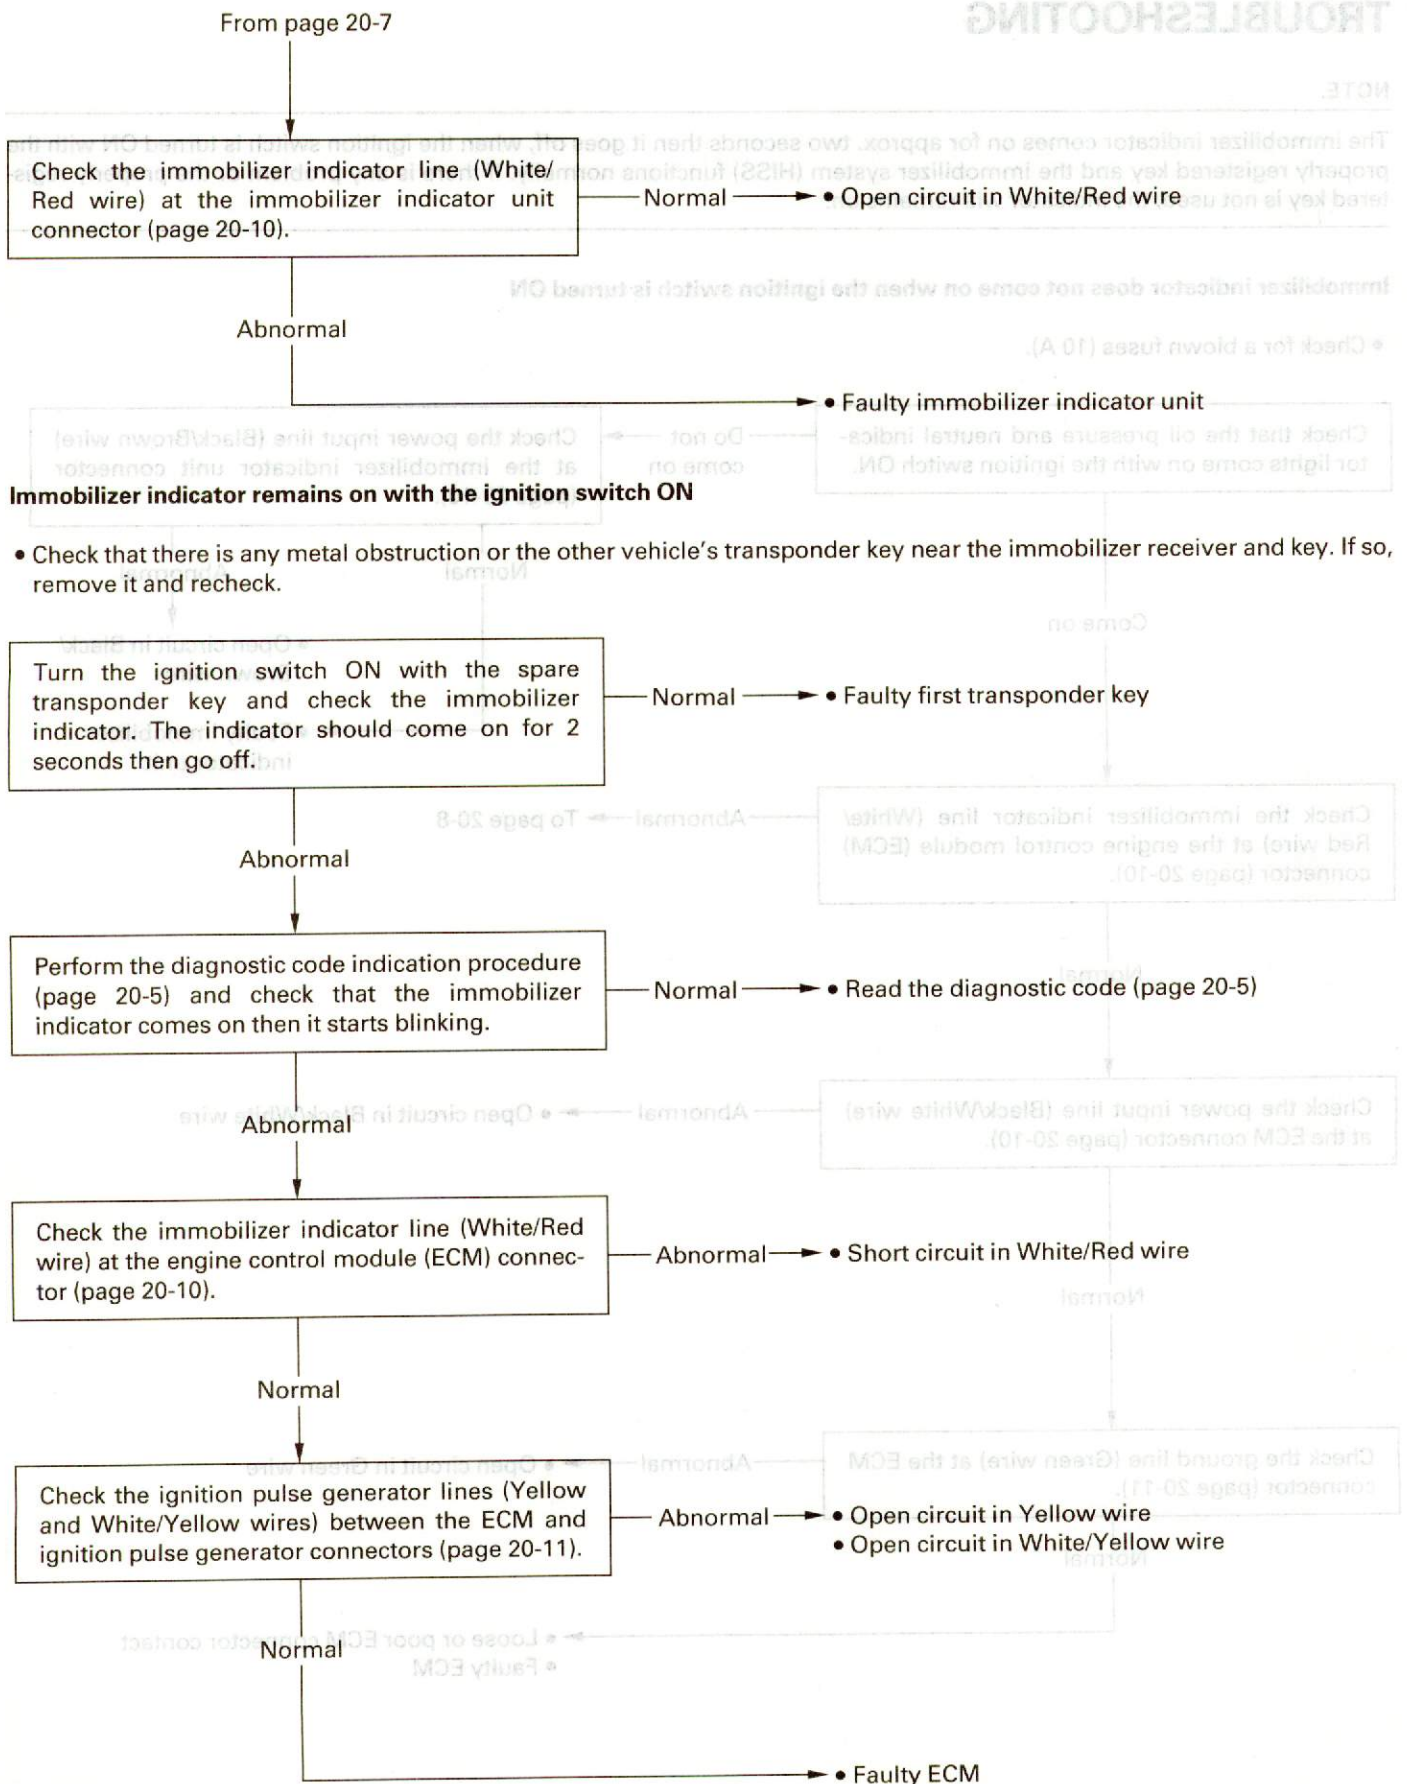 From page 20-7
Check the immobilizer indicator line (White/
Red wire) at the immobilizer indicator unit
connector (page 20-10).
Normal
• Open circuit in White/Red wire
Abnormal
• Faulty immobilizer indicator unit
Immobilizer indicator remains on with the ignition switch ON
• Check that there is any metal obstruction or the other vehicle's transponder key near the immobilizer receiver and key. If so,
remove it and recheck.
Turn the ignition switch ON with the spare
transponder key and check the immobilizer
indicator. The indicator should come on for 2
seconds then go off.
Normal
• Faulty first transponder key
Abnormal
Perform the diagnostic code indication procedure
(page 20-5) and check that the immobilizer
indicator comes on then it starts blinking.
Normal
• Read the diagnostic code (page 20-5)
Abnormal
Check the immobilizer indicator line (White/Red
wire) at the engine control module (ECM) connec-
tor (page 20-10).
Abnormal
• Short circuit in White/Red wire
Normal
Check the ignition pulse generator lines (Yellow
and White/Yellow wires) between the ECM and
ignition pulse generator connectors (page 20-11).
Abnormal
• Open circuit in Yellow wire
• Open circuit in White/Yellow wire
Normal
• Faulty ECM